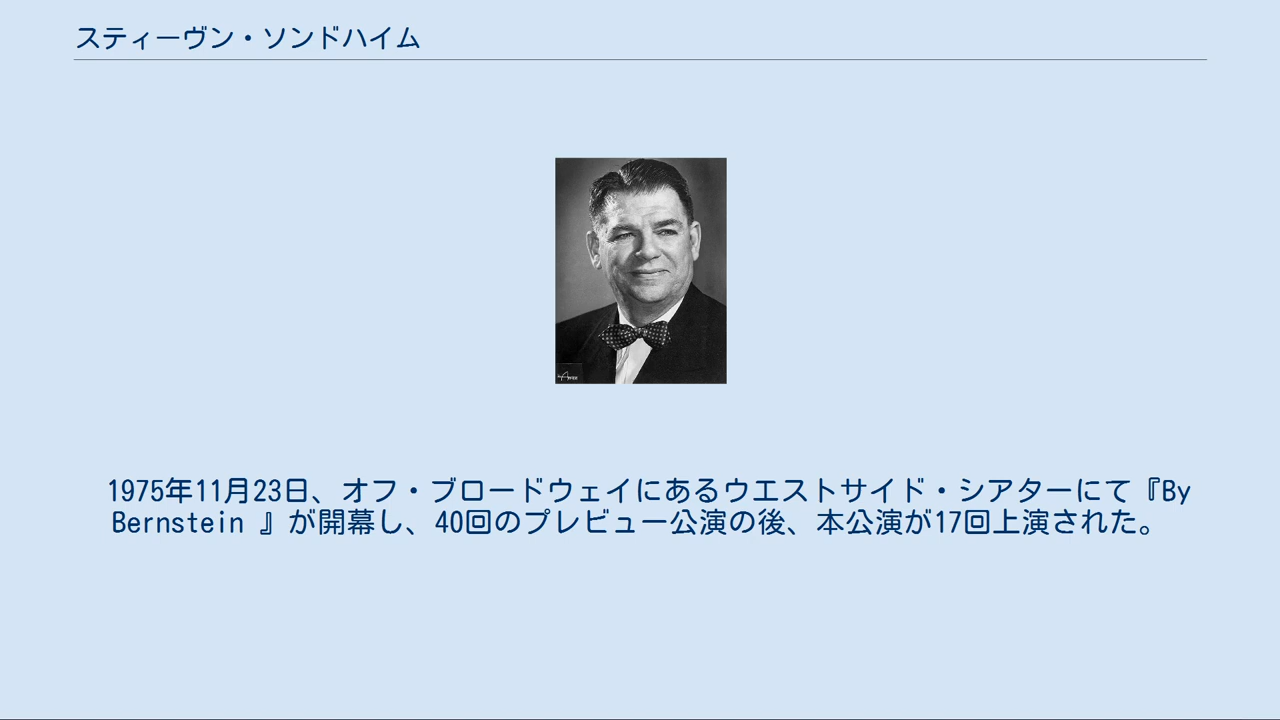 スティーヴン・ソンドハイム
1975年11月23日、オフ・ブロードウェイにあるウエストサイド・シアターにて『By
Bernstein 』が開幕し、40回のプレビュー公演の後、本公演が17回上演された。